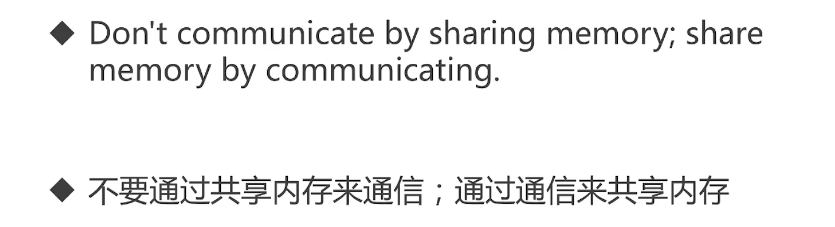 ◆ Don't communicate by sharing memory; share
memory by communicating.
◆ 不要通过共享内存来通信；通过通信来共享内存